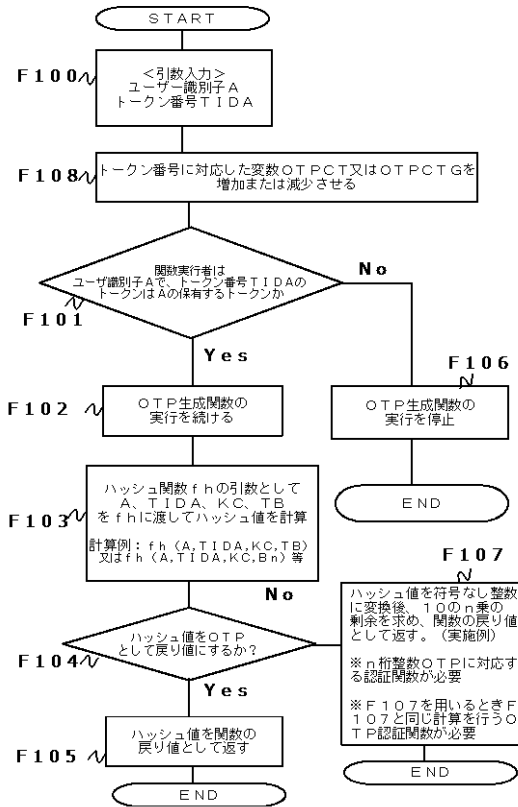 START
F100
<引数入力>
ユーザー識別子A
トークン番号TIDA
F108
トークン番号に対応した変数OTPCT又はOTPCTGを
増加または減少させる
関数実行者は
ユーザ識別子Aで、トークン番号TIDAの
トークンはAの保有するトークンか
No
F101
Yes
F106
F102
OTP生成関数の
実行を続ける
OTP生成関数の
実行を停止
END
F103
ハッシュ関数fhの引数として
A、TIDA、KC、TB
をfhに渡してハッシュ値を計算
計算例：fh（A,TIDA,KC,TB）
又はfh（A,TIDA,KC,Bn）等
No
F107
ハッシュ値を符号なし整数
に変換後、10のn乗の
剰余を求め、関数の戻り値
として返す。（実施例）
※n桁整数OTPに対応す
る認証関数が必要
※F107を用いるときF
107と同じ計算を行うO
TP認証関数が必要
ハッシュ値をOTP
として戻り値にするか？
F104
Yes
ハッシュ値を関数の
戻り値として返す
F105
END
END